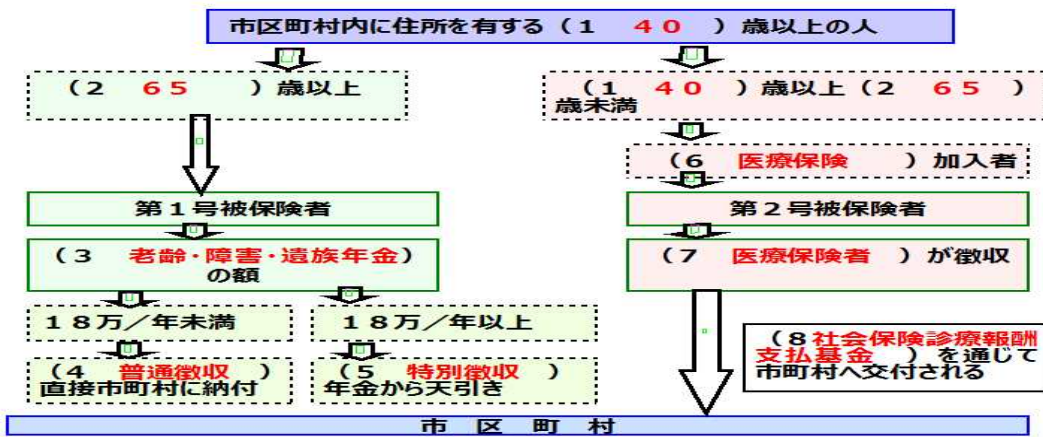 市区町村内に住所を有する（１　４０　）歳以上の人
（２　６５　）歳以上
（１　４０　）歳以上（２　６５　）
歳未満
（６　医療保険　）加入者
第１号被保険者
第２号被保険者
（３　老齢・障害・遺族年金）
の額
（７　医療保険者　）が徴収
１８万／年未満
１８万／年以上
（４　普通徴収　）
直接市町村に納付
（５　特別徴収　）
年金から天引き
（８社会保険診療報酬
支払基金　）を通じて
市町村へ交付される
市　区　町　村